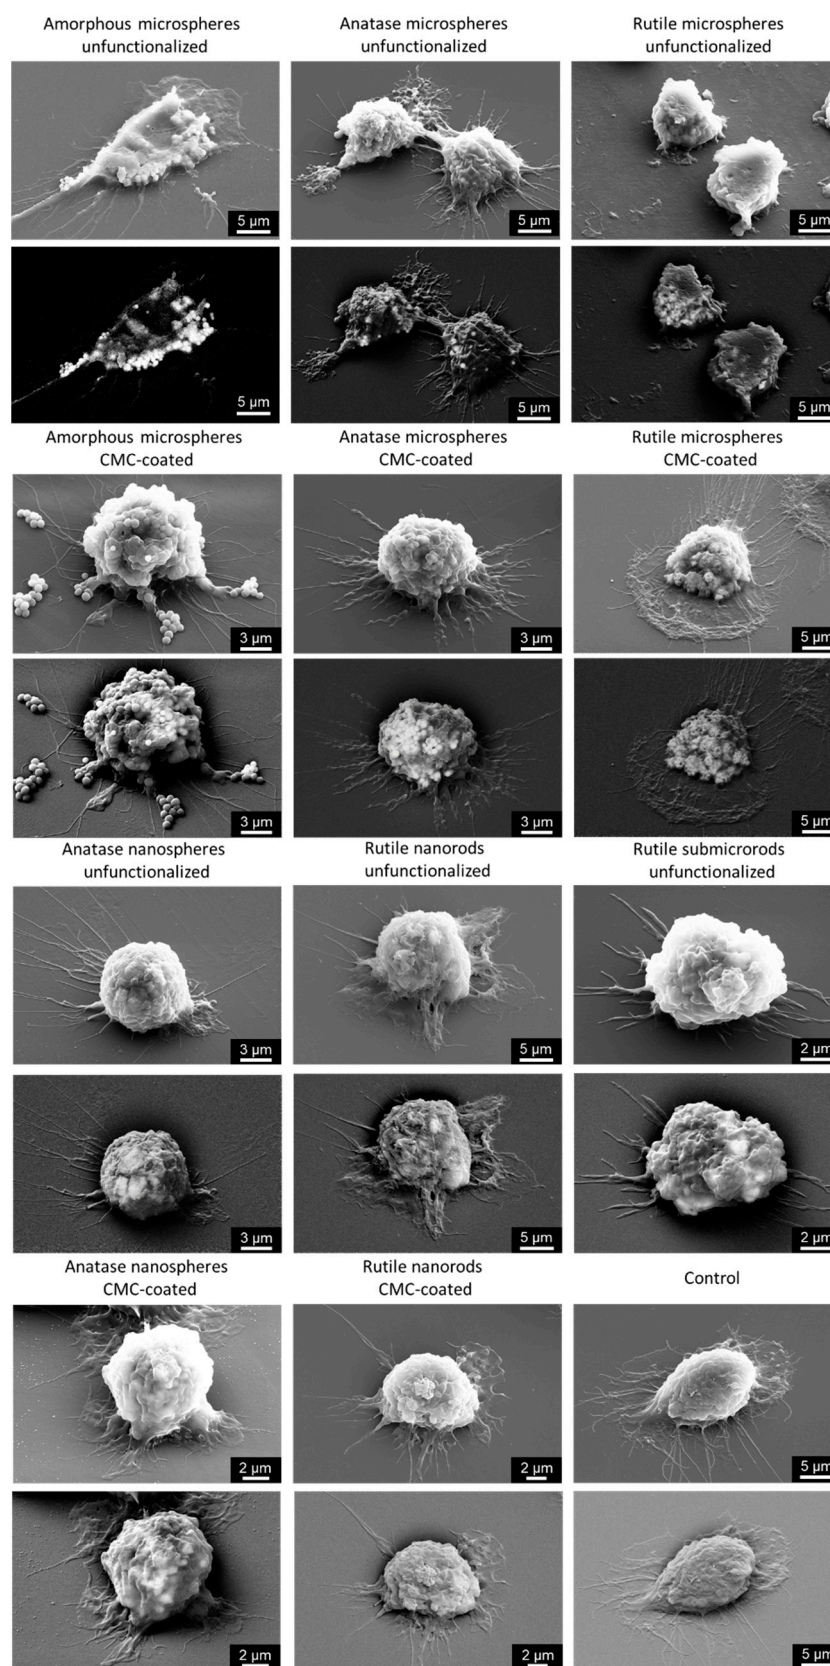 Amorphous microspheres
unfunctionalized
Anatase microspheres
unfunctionalized
Rutile microspheres
unfunctionalized
5 µm
5 µm
5 µm
5 µm
5 µm
5 µm
Amorphous microspheres
CMC-coated
Anatase microspheres
CMC-coated
Rutile microspheres
CMC-coated
3 µm
3 µm
5 µm
3 µm
3 µm
5 µm
Anatase nanospheres
unfunctionalized
Rutile nanorods
unfunctionalized
Rutile submicrorods
unfunctionalized
3 µm
5 µm
2 µm
3 µm
5 µm
2 µm
Anatase nanospheres
CMC-coated
Rutile nanorods
CMC-coated
Control
2 µm
2 µm
5 µm
2 µm
2 µm
5 µm